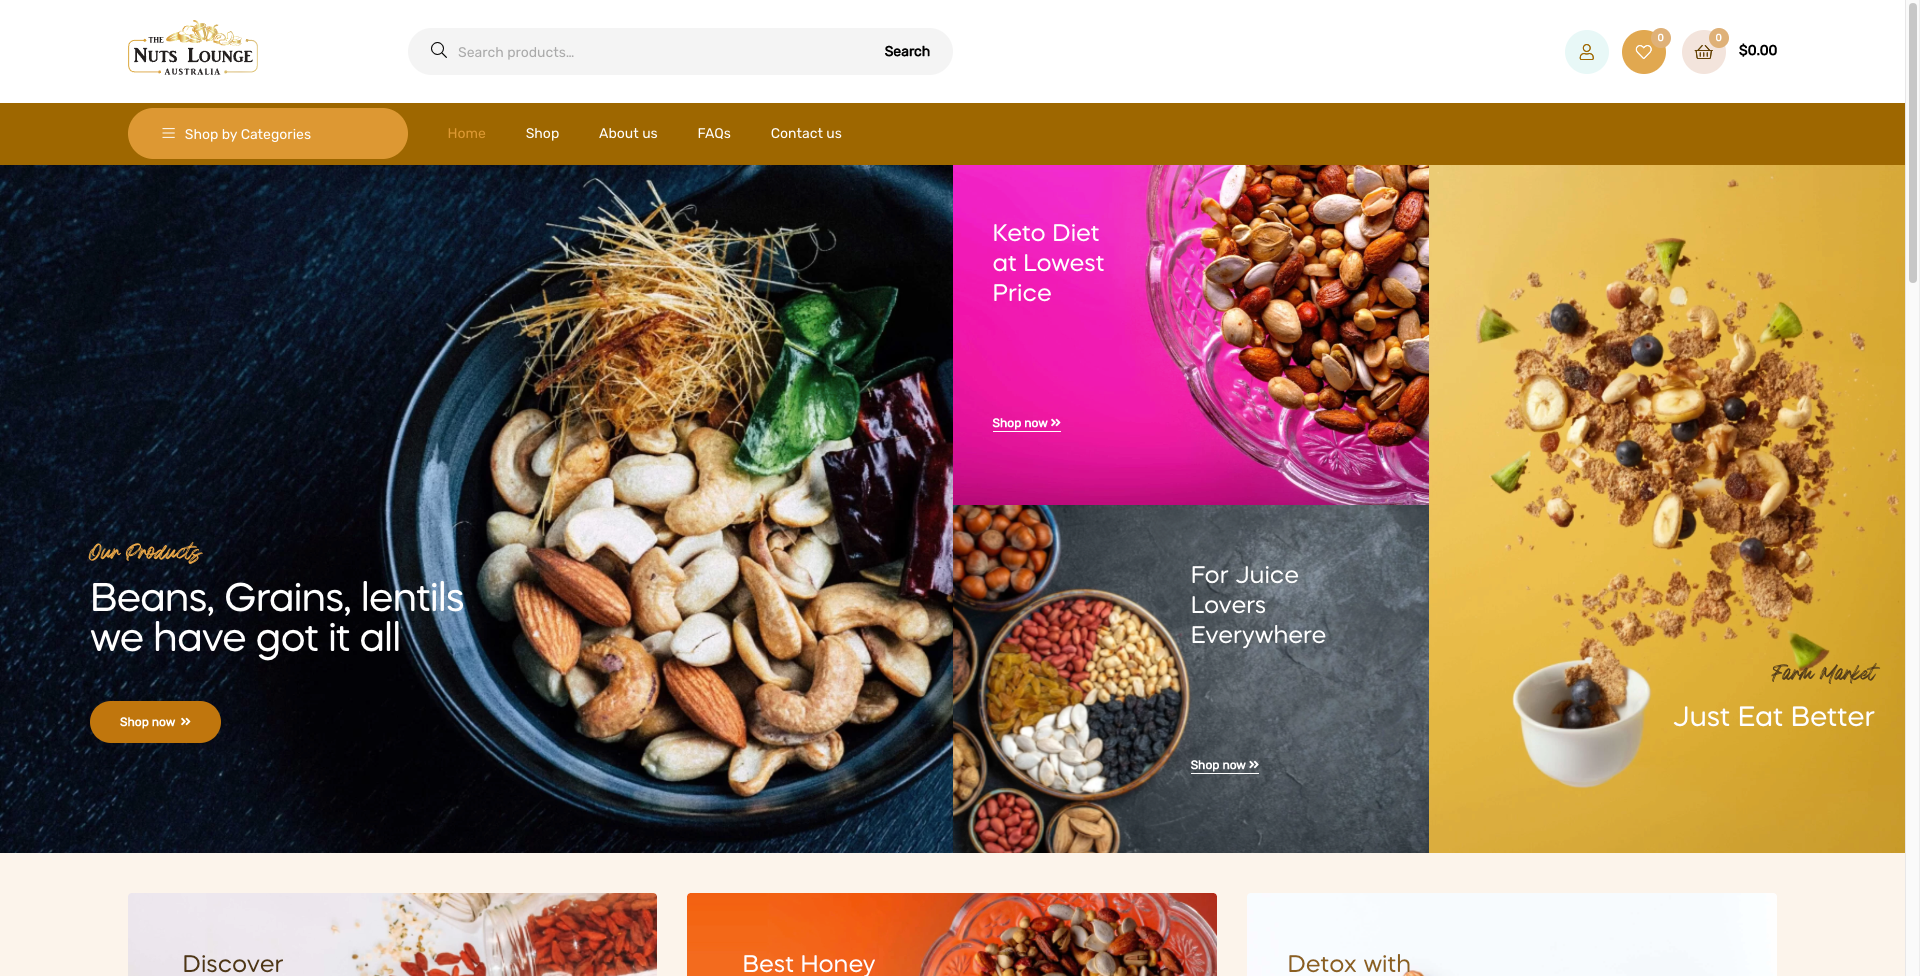 THE
NUTS LOUNGE
AUSTRALIA
Search products...
Search
0
0
$0.00
Shop by Categories
Home
Shop
About us
FAQs
Contact us
Our Products
Beans, Grains, lentils
we have got it all
Shop now »
Keto Diet
at Lowest
Price
Shop now »
For Juice
Lovers
Everywhere
Shop now »
Farm Market
Just Eat Better
Discover
Best Honey
Detox with